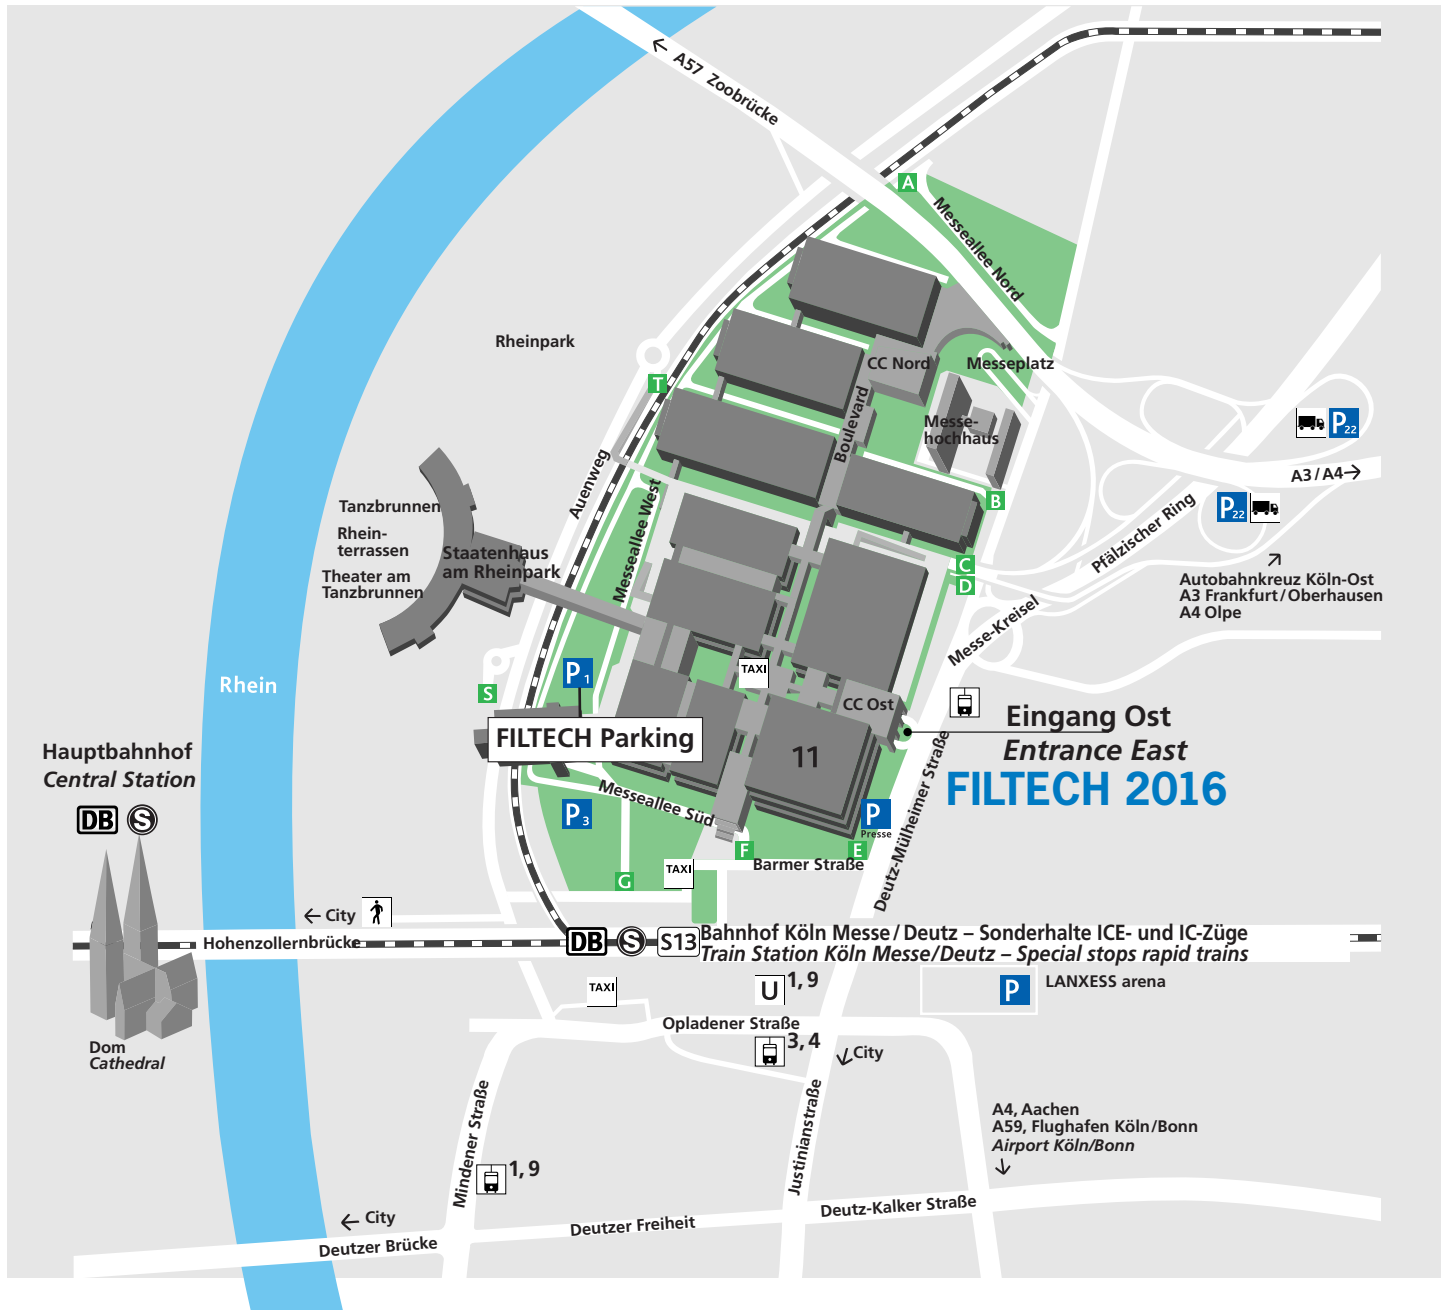 A57 Zoobrücke
A
Messeallee Nord
Rheinpark
T
CC Nord
Messeplatz
Boulevard
Messe-
hochhaus
P22
A3/A4
Auenweg
Messeallee West
B
P22
Pfälzischer Ring
Tanzbrunnen
Rhein-
terrassen
Theater am
Tanzbrunnen
Staatenhaus
am Rheinpark
C
D
Autobahnkreuz Köln-Ost
A3 Frankfurt/Oberhausen
A4 Olpe
Messe-Kreisel
Rhein
P1
S
TAXI
CC Ost
Eingang Ost
Entrance East
FILTECH 2016
FILTECH Parking
11
Hauptbahnhof
Central Station
DB S
Messeallee Süd
P3
P
Presse
Deutz-Mülheimer Straße
F
E
Barmer Straße
TAXI
G
City
Hohenzollernbrücke
DB S S13
Bahnhof Köln Messe/Deutz – Sonderhalte ICE- und IC-Züge
Train Station Köln Messe/Deutz – Special stops rapid trains
TAXI
U 1, 9
P
LANXESS arena
Opladener Straße
3, 4
City
Dom
Cathedral
Mindener Straße
Justinianstraße
A4, Aachen
A59, Flughafen Köln/Bonn
Airport Köln/Bonn
1, 9
City
Deutzer Brücke
Deutzer Freiheit
Deutz-Kalker Straße